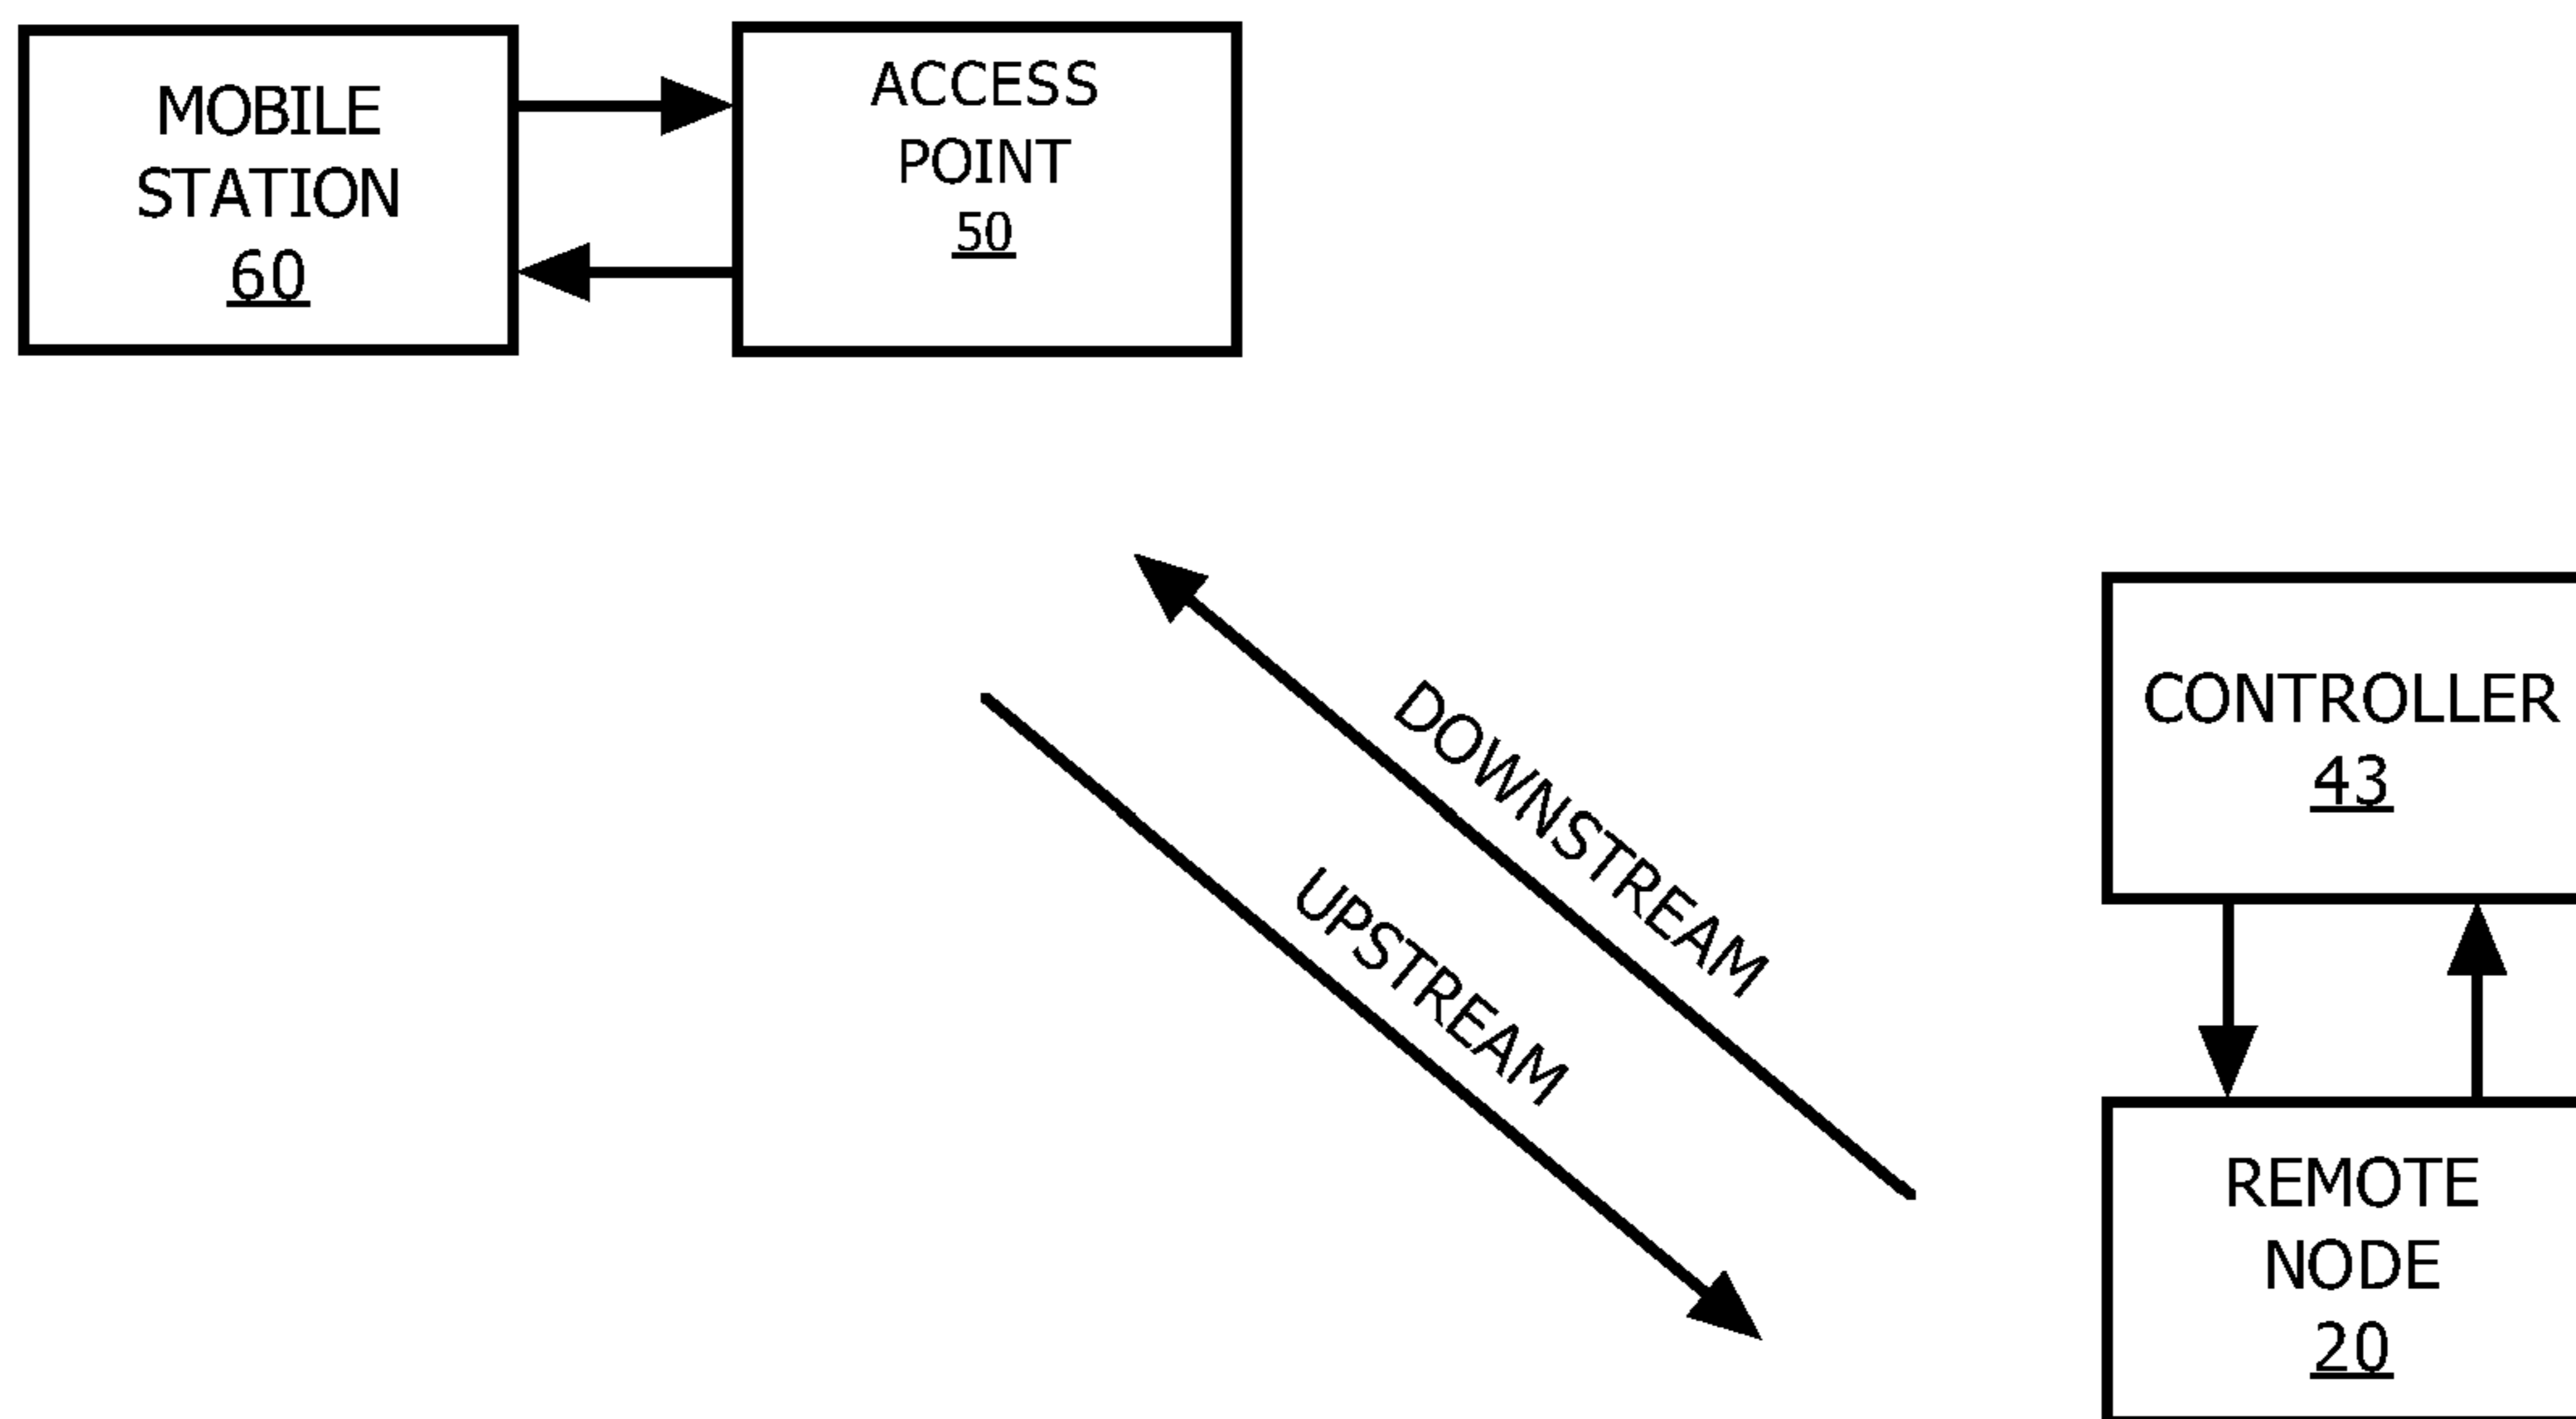 MOBILE
STATION
60
ACCESS
POINT
50
DOWNSTREAM
UPSTREAM
CONTROLLER
43
REMOTE
NODE
20